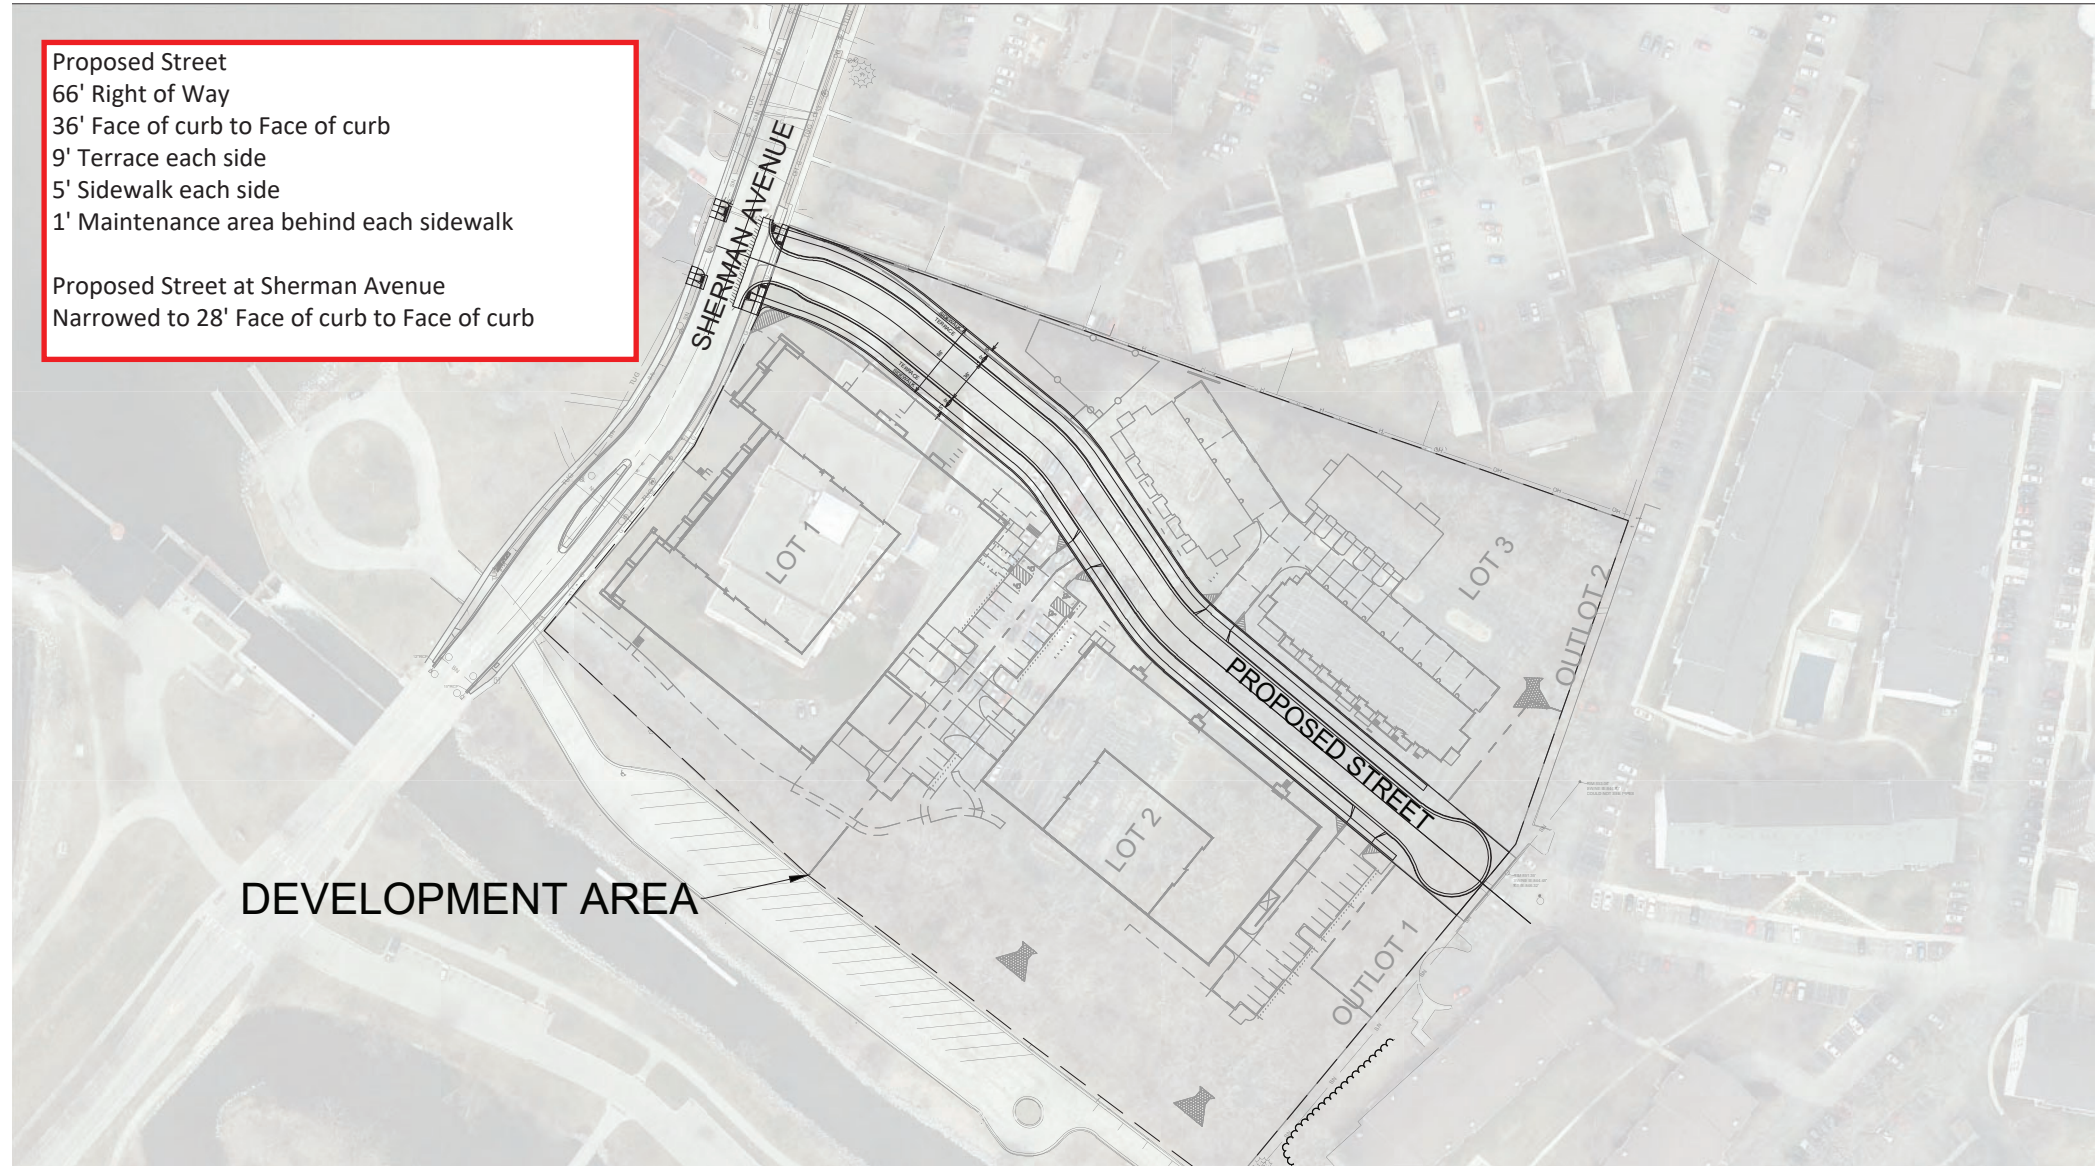 Proposed Street
66' Right of Way
36' Face of curb to Face of curb
9' Terrace each side
5' Sidewalk each side
1' Maintenance area behind each sidewalk
Proposed Street at Sherman Avenue
Narrowed to 28' Face of curb to Face of curb
SHERMAN AVENUE
TERRACE
TERRACE
LOT 1
LOT 3
OUTLOT 2
PROPOSED STREET
LOT 2
DEVELOPMENT AREA
OUTLOT 1